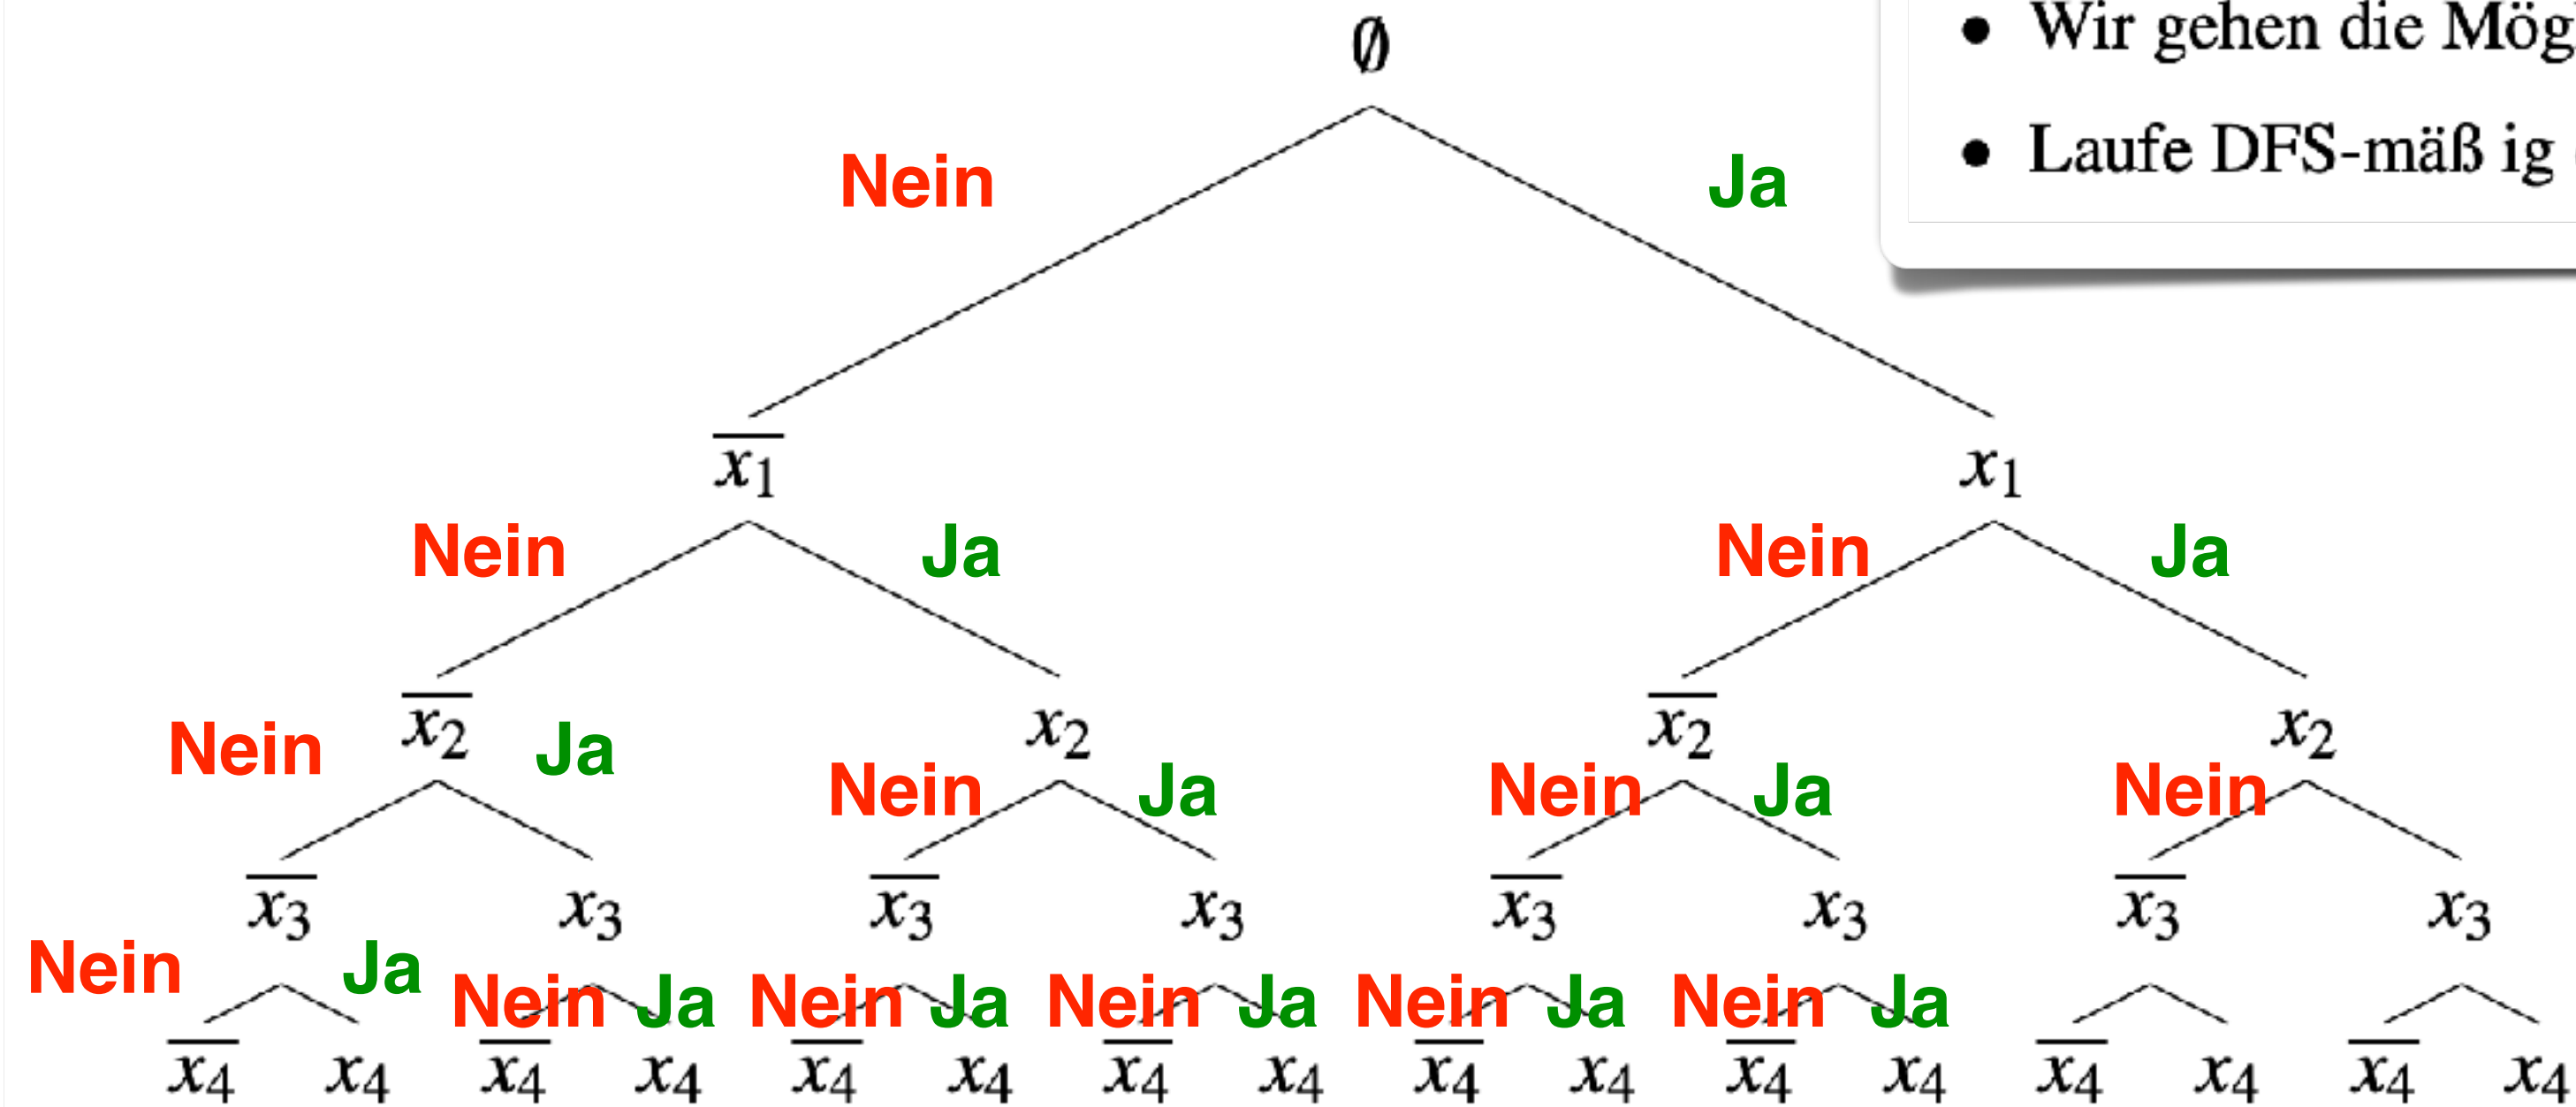 ∅
• Wir gehen die Mög
• Laufe DFS-mäß ig
Nein Ja
x̅₁ x₁
Nein Ja Nein Ja
x̅₂ x₂ x̅₂ x₂
Nein Ja Nein Ja Nein Ja Nein
x̅₃ x₃ x̅₃ x₃ x̅₃ x₃ x̅₃ x₃
Nein Ja Nein Ja Nein Ja Nein Ja Nein Ja Nein Ja
x̅₄ x₄ x̅₄ x₄ x̅₄ x₄ x̅₄ x₄ x̅₄ x₄ x̅₄ x₄ x̅₄ x₄ x̅₄ x₄